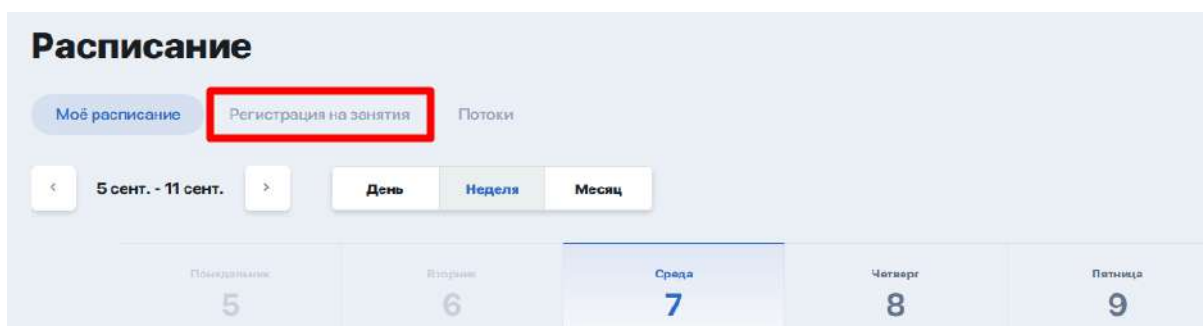 Расписание
Моё расписание Регистрация на занятия Потоки
< 5 сент. - 11 сент. > День Неделя Месяц
Понедельник Вторник Среда Четверг Пятница
5 6 7 8 9